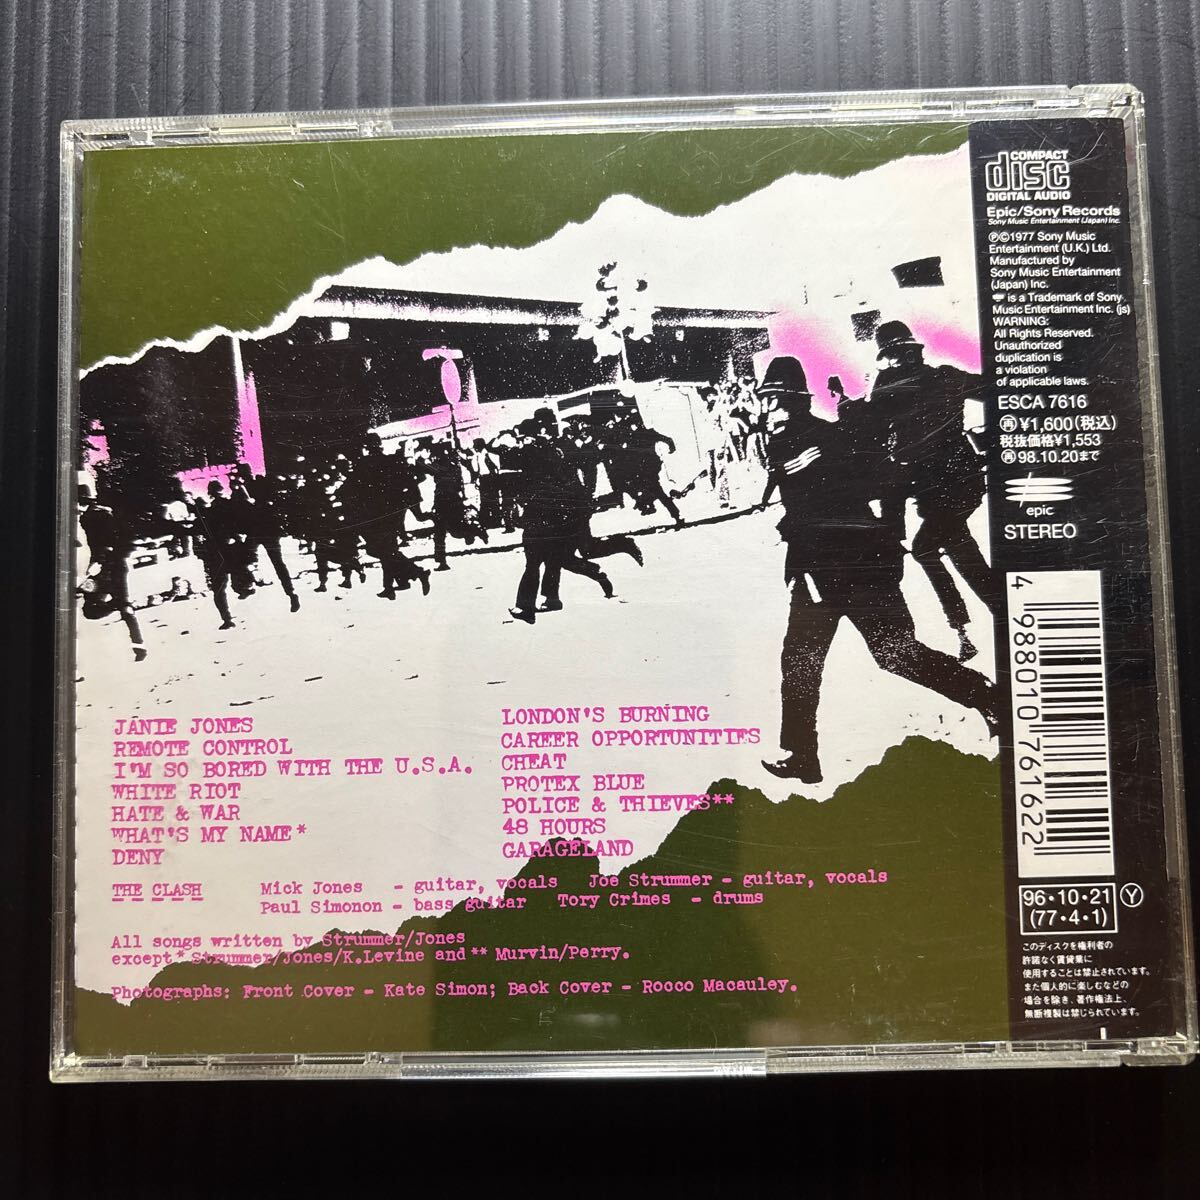 COMPACT
disc
DIGITAL AUDIO
Epic/Sony Records
Sony Music Entertainment (Japan) Inc.
Ⓟ©1977 Sony Music
Entertainment (U.K.) Ltd.
Manufactured by
Sony Music Entertainment
(Japan) Inc.
is a Trademark of Sony
Music Entertainment Inc. (js)
WARNING:
All Rights Reserved.
Unauthorized
duplication is
a violation
of applicable laws.
ESCA 7616
㋐¥1,600(税込)
税抜価格¥1,553
98.10.20まで
epic
STEREO
4 988010 761622
96・10・21 Ⓨ
(77・4・1)
このディスクを権利者の
許諾なく賃貸業に
使用することは禁止されています。
また個人的に楽しむなどの
場合を除き、著作権法上、
無断複製は禁じられています。
JANIE JONES
REMOTE CONTROL
I'M SO BORED WITH THE U.S.A.
WHITE RIOT
HATE & WAR
WHAT'S MY NAME*
DENY
LONDON'S BURNING
CAREER OPPORTUNITIES
CHEAT
PROTEX BLUE
POLICE & THIEVES**
48 HOURS
GARAGELAND
THE CLASH Mick Jones - guitar, vocals Joe Strummer - guitar, vocals
Paul Simonon - bass guitar Tory Crimes - drums
All songs written by Strummer/Jones
except* Strummer/Jones/K.Levine and ** Murvin/Perry.
Photographs: Front Cover - Kate Simon; Back Cover - Rocco Macauley.